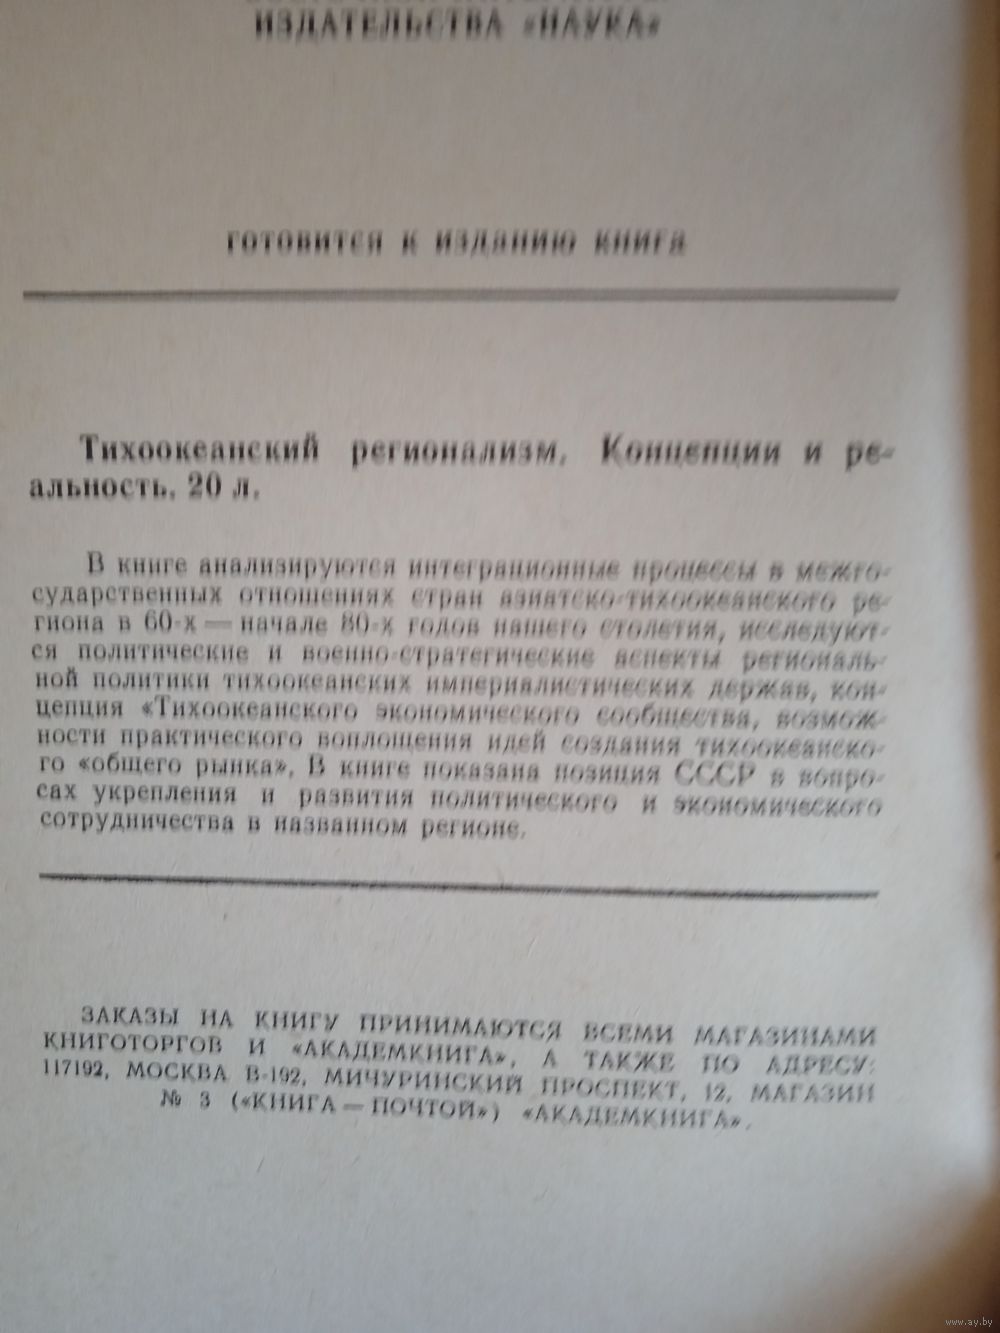 ИЗДАТЕЛЬСТВА «НАУКА»
ГОТОВИТСЯ К ИЗДАНИЮ КНИГА
Тихоокеанский регионализм. Концепции и ре-
альность. 20 л.
В книге анализируются интеграционные процессы в межго-
сударственных отношениях стран азиатско-тихоокеанского ре-
гиона в 60-х — начале 80-х годов нашего столетия, исследуют-
ся политические и военно-стратегические аспекты региональ-
ной политики тихоокеанских империалистических держав, кон-
цепция «Тихоокеанского экономического сообщества, возмож-
ности практического воплощения идей создания тихоокеанско-
го «общего рынка». В книге показана позиция СССР в вопро-
сах укрепления и развития политического и экономического
сотрудничества в названном регионе.
ЗАКАЗЫ НА КНИГУ ПРИНИМАЮТСЯ ВСЕМИ МАГАЗИНАМИ
КНИГОТОРГОВ И «АКАДЕМКНИГА», А ТАКЖЕ ПО АДРЕСУ:
117192, МОСКВА В-192, МИЧУРИНСКИЙ ПРОСПЕКТ, 12, МАГАЗИН
№ 3 («КНИГА — ПОЧТОЙ») «АКАДЕМКНИГА».
www.ay.by